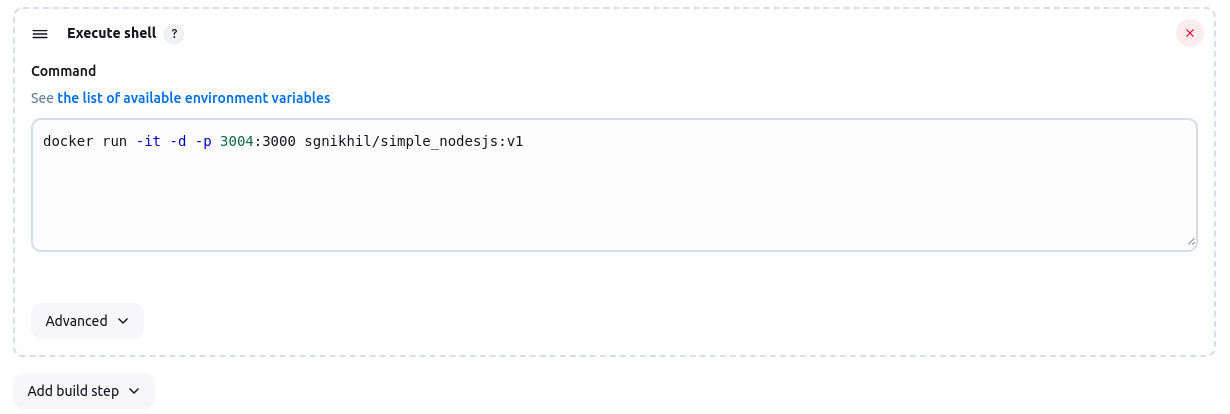 Execute shell ?
Command
See the list of available environment variables
docker run -it -d -p 3004:3000 sgnikhil/simple_nodesjs:v1
Advanced
Add build step